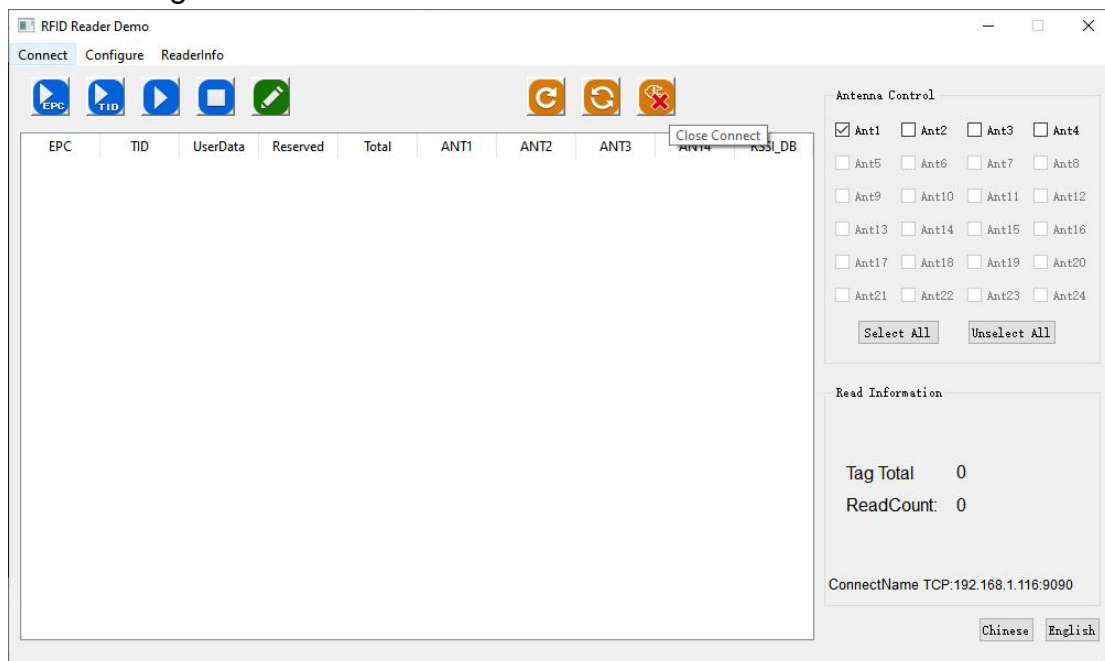 RFID Reader Demo
Connect Configure ReaderInfo
EPC TID
Close Connect
EPC TID UserData Reserved Total ANT1 ANT2 ANT3 ANT4 RSSI_DB
Antenna Control
Ant1 Ant2 Ant3 Ant4
Ant5 Ant6 Ant7 Ant8
Ant9 Ant10 Ant11 Ant12
Ant13 Ant14 Ant15 Ant16
Ant17 Ant18 Ant19 Ant20
Ant21 Ant22 Ant23 Ant24
Select All Unselect All
Read Information
Tag Total 0
ReadCount: 0
ConnectName TCP:192.168.1.116:9090
Chinese English